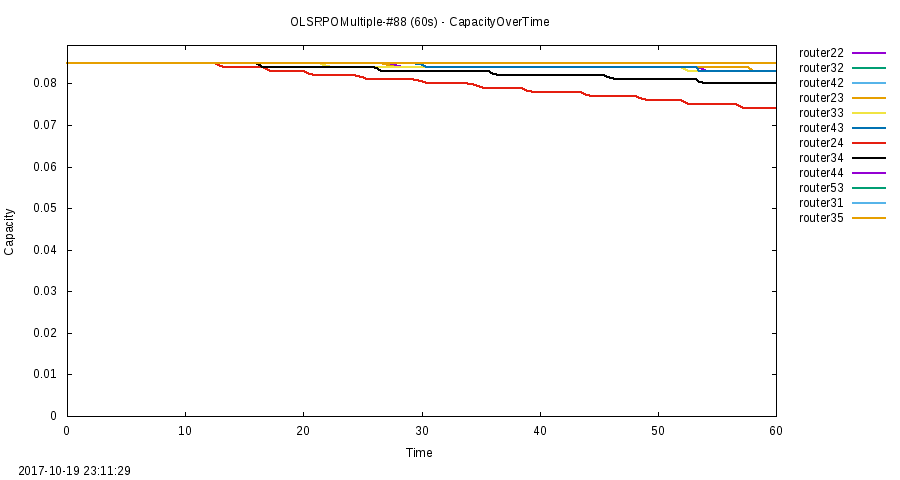 OLSRPOMultiple-#88 (60s) - CapacityOverTime
router22
router32
router42
router23
router33
router43
router24
router34
router44
router53
router31
router35
0.08
0.07
0.06
0.05
0.04
0.03
0.02
0.01
0
Capacity
0 10 20 30 40 50 60
Time
2017-10-19 23:11:29